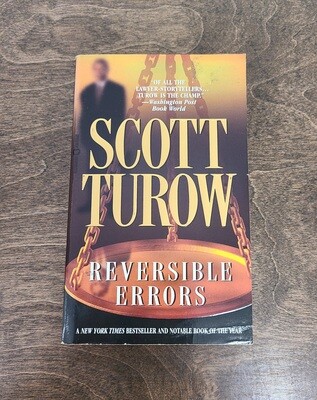 "OF ALL THE
LAWYER-STORYTELLERS...
TUROW IS THE CHAMP."
—Washington Post
Book World
SCOTT
TUROW
REVERSIBLE
ERRORS
A NEW YORK TIMES BESTSELLER AND NOTABLE BOOK OF THE YEAR